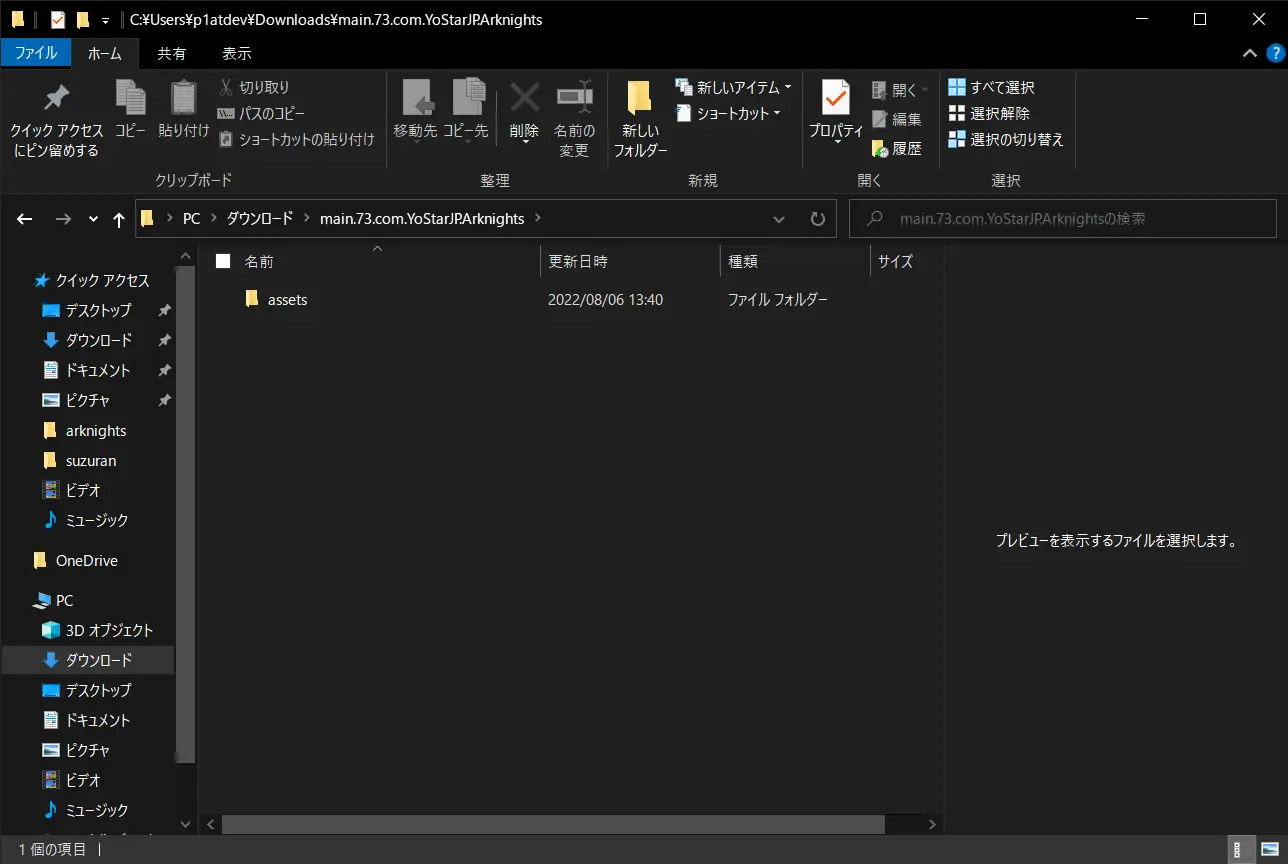 C:¥Users¥p1atdev¥Downloads¥main.73.com.YoStarJP.Arknights
ファイル ホーム 共有 表示
クイック アクセス
にピン留めする
コピー
貼り付け
切り取り
パスのコピー
ショートカットの貼り付け
クリップボード
移動先 コピー先
削除
名前の
変更
整理
新しい
フォルダー
新しいアイテム
ショートカット
新規
プロパティ
開く
編集
履歴
開く
すべて選択
選択解除
選択の切り替え
選択
PC ダウンロード main.73.com.YoStarJP.Arknights
main.73.com.YoStarJP.Arknightsの検索
クイック アクセス
デスクトップ
ダウンロード
ドキュメント
ピクチャ
arknights
suzuran
ビデオ
ミュージック
OneDrive
PC
3D オブジェクト
ダウンロード
デスクトップ
ドキュメント
ピクチャ
ビデオ
ミュージック
名前 更新日時 種類 サイズ
assets 2022/08/06 13:40 ファイル フォルダー
プレビューを表示するファイルを選択します。
1 個の項目